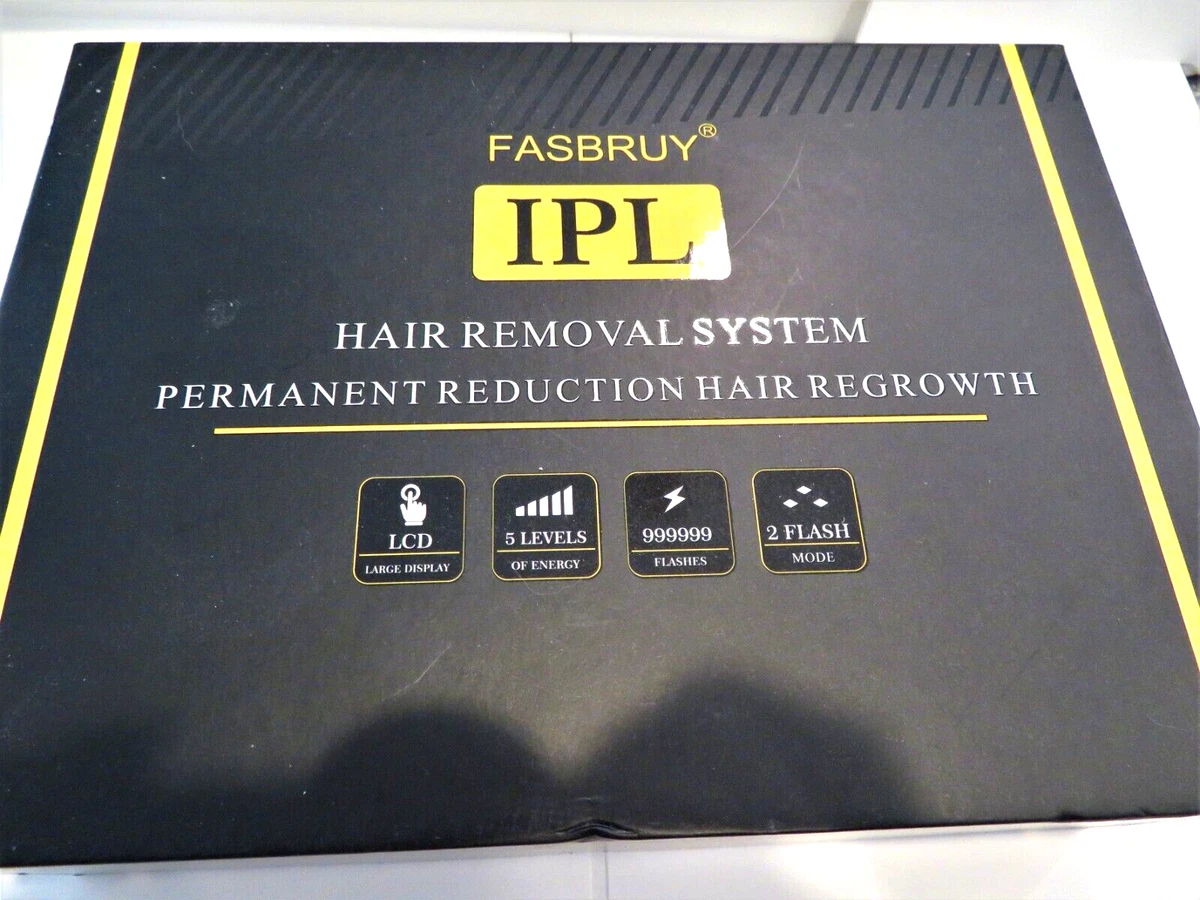 FASBRUY®
IPL
HAIR REMOVAL SYSTEM
PERMANENT REDUCTION HAIR REGROWTH
LCD
LARGE DISPLAY
5 LEVELS
OF ENERGY
999999
FLASHES
2 FLASH
MODE